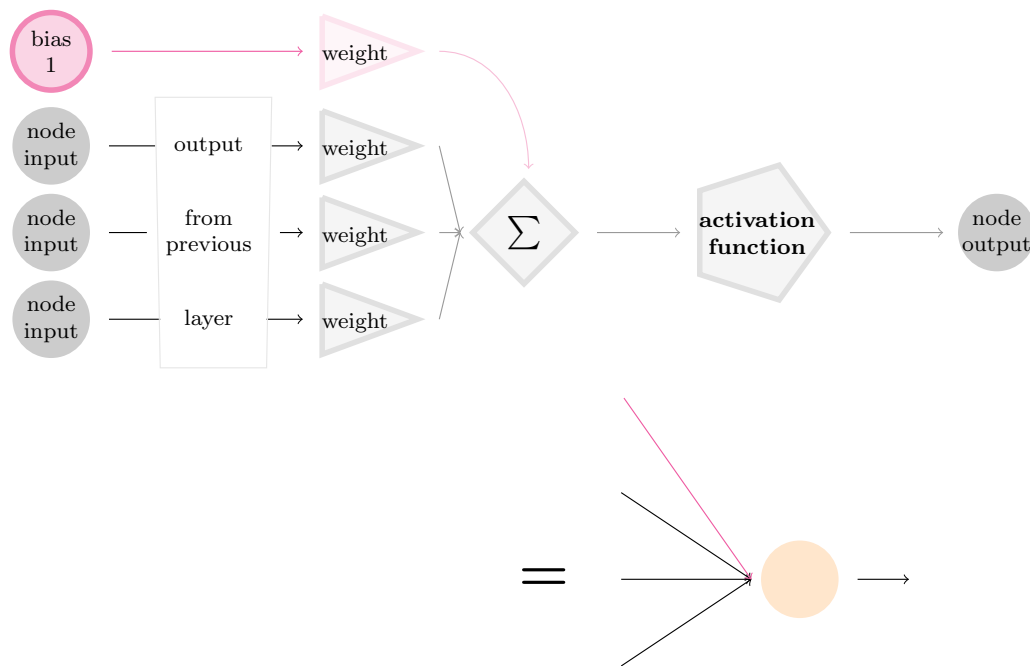 bias
1
weight
node
input
output
weight
node
input
from
previous
weight
∑
activation
function
node
output
node
input
layer
weight
=